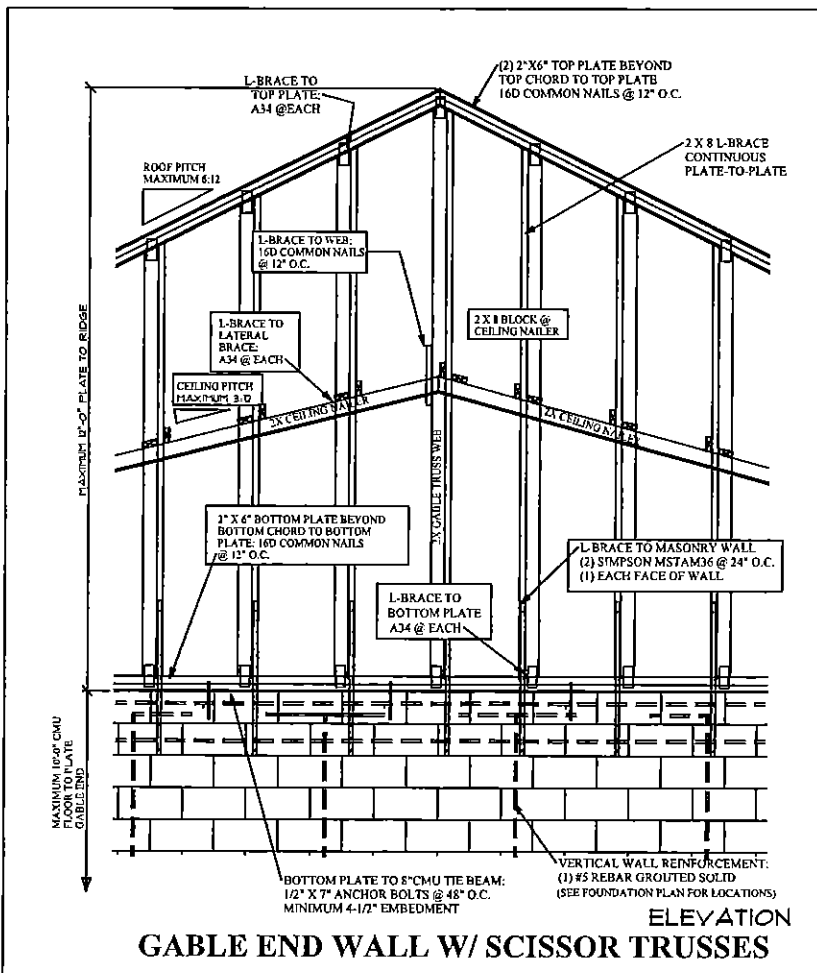 (2) 2"X6" TOP PLATE BEYOND
TOP CHORD TO TOP PLATE
16D COMMON NAILS @ 12" O.C.
L-BRACE TO
TOP PLATE:
A34 @EACH
2 X 8 L-BRACE
CONTINUOUS
PLATE-TO-PLATE
ROOF PITCH
MAXIMUM 6:12
L-BRACE TO WEB:
16D COMMON NAILS
@ 12" O.C.
L-BRACE TO
LATERAL
BRACE:
A34 @ EACH
2 X 8 BLOCK @
CEILING NAILER
CEILING PITCH
MAXIMUM 3:12
2X CEILING NAILER
2X CEILING NAILER
MAXIMUM 12'-0" PLATE TO RIDGE
2X GABLE TRUSS WEB
2" X 6" BOTTOM PLATE BEYOND
BOTTOM CHORD TO BOTTOM
PLATE: 16D COMMON NAILS
@ 12" O.C.
L-BRACE TO MASONRY WALL
(2) SIMPSON MSTAM36 @ 24" O.C.
(1) EACH FACE OF WALL
L-BRACE TO
BOTTOM PLATE
A34 @ EACH
MAXIMUM 10'-0" CMU
FLOOR TO PLATE
GABLE END
BOTTOM PLATE TO 8"CMU TIE BEAM:
1/2" X 7" ANCHOR BOLTS @ 48" O.C.
MINIMUM 4-1/2" EMBEDMENT
VERTICAL WALL REINFORCEMENT:
(1) #5 REBAR GROUTED SOLID
(SEE FOUNDATION PLAN FOR LOCATIONS)
ELEVATION
GABLE END WALL W/ SCISSOR TRUSSES